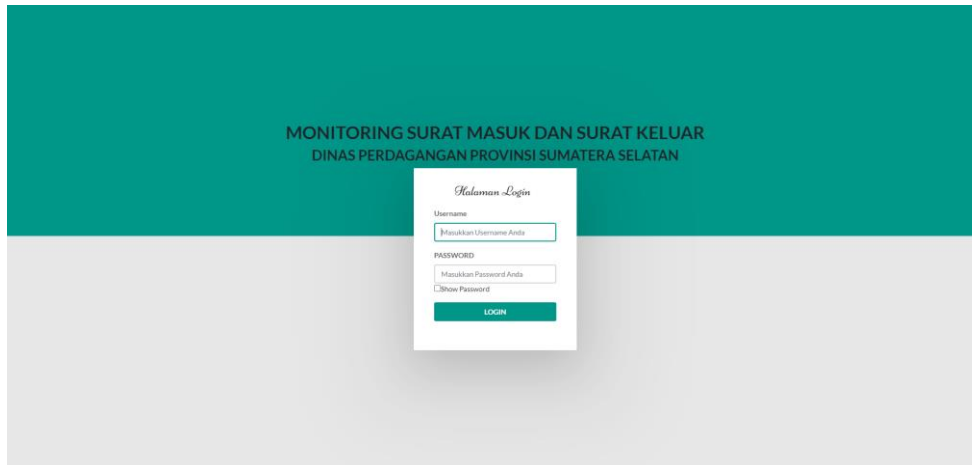 MONITORING SURAT MASUK DAN SURAT KELUAR
DINAS PERDAGANGAN PROVINSI SUMATERA SELATAN
Halaman Login
Username
Masukkan Username Anda
PASSWORD
Masukkan Password Anda
Show Password
LOGIN